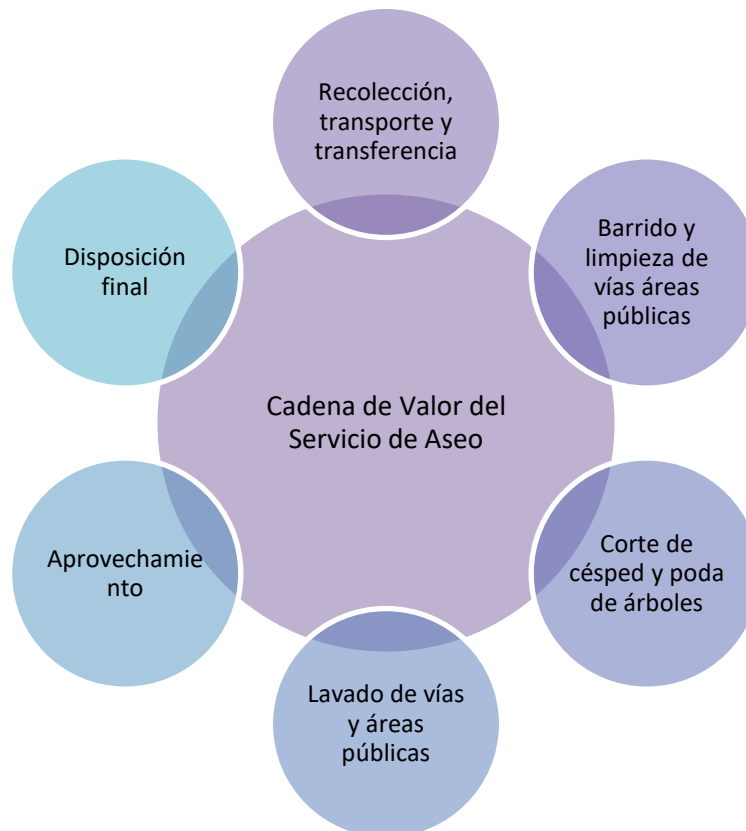 Recolección,
transporte y
transferencia
Barrido y
limpieza de
vías áreas
públicas
Corte de
césped y poda
de árboles
Lavado de vías
y áreas
públicas
Aprovechamie
nto
Disposición
final
Cadena de Valor del
Servicio de Aseo